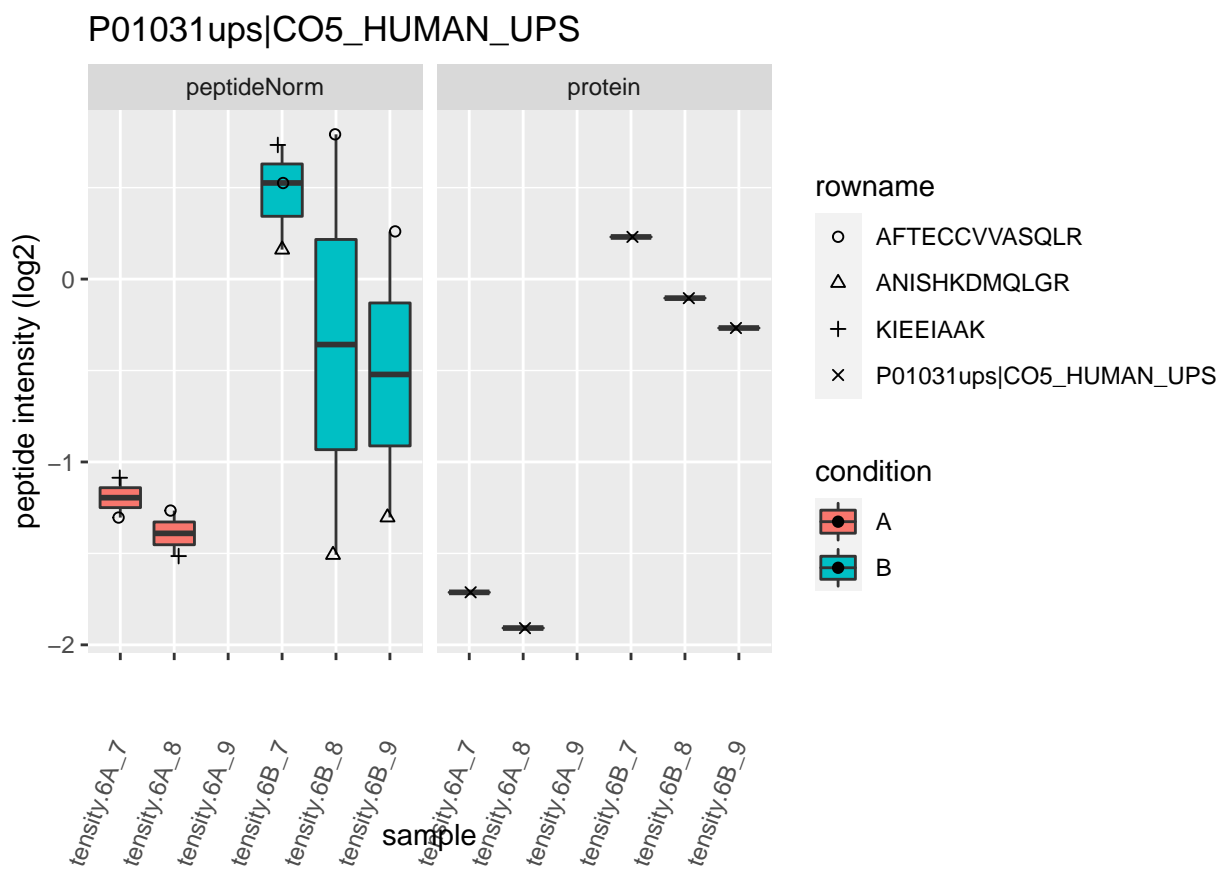 P01031ups|CO5_HUMAN_UPS
peptideNorm
protein
peptide intensity (log2)
0
−1
−2
tensity.6A_7
tensity.6A_8
tensity.6A_9
tensity.6B_7
tensity.6B_8
tensity.6B_9
tensity.6A_7
tensity.6A_8
tensity.6A_9
tensity.6B_7
tensity.6B_8
tensity.6B_9
sample
rowname
AFTECCVVASQLR
ANISHKDMQLGR
KIEEIAAK
P01031ups|CO5_HUMAN_UPS
condition
A
B